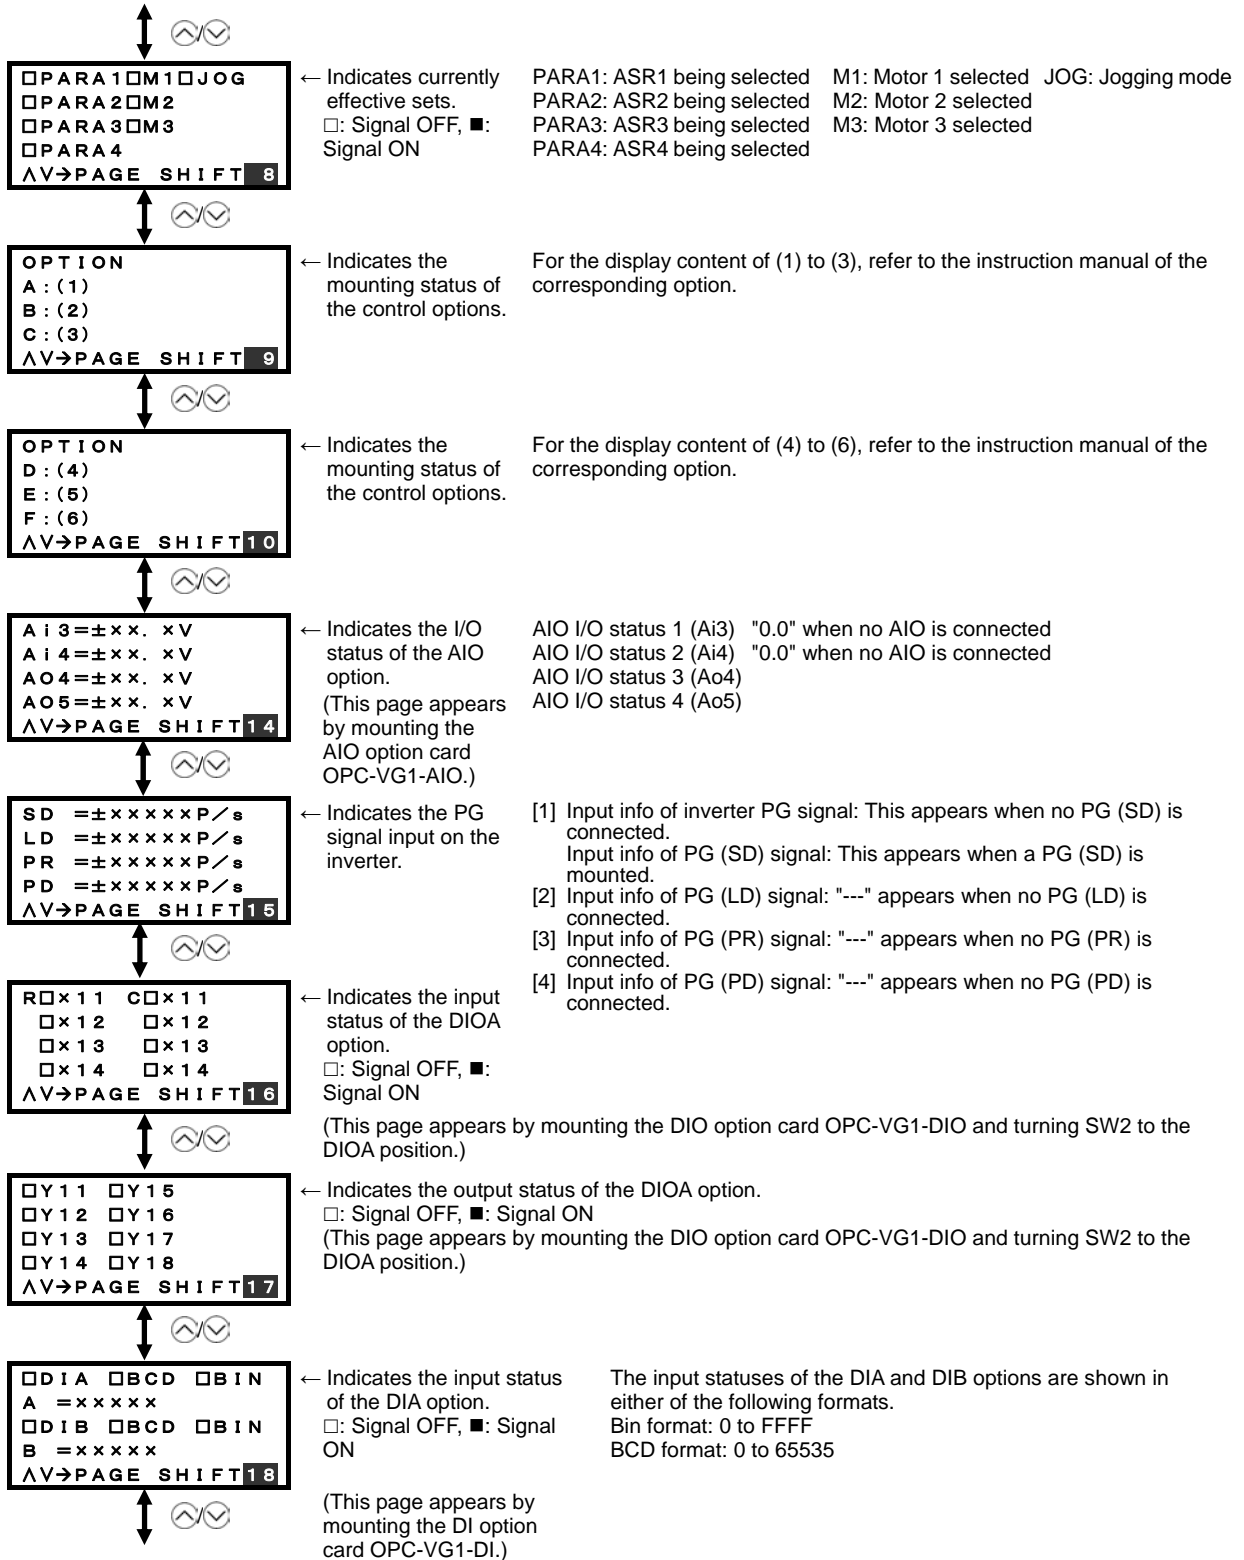 □PARA1□M1□JOG
□PARA2□M2
□PARA3□M3
□PARA4
∧∨→PAGE SHIFT 8
← Indicates currently
effective sets.
□: Signal OFF, ■:
Signal ON
PARA1: ASR1 being selected M1: Motor 1 selected JOG: Jogging mode
PARA2: ASR2 being selected M2: Motor 2 selected
PARA3: ASR3 being selected M3: Motor 3 selected
PARA4: ASR4 being selected
OPTION
A:(1)
B:(2)
C:(3)
∧∨→PAGE SHIFT 9
← Indicates the
mounting status of
the control options.
For the display content of (1) to (3), refer to the instruction manual of the
corresponding option.
OPTION
D:(4)
E:(5)
F:(6)
∧∨→PAGE SHIFT10
← Indicates the
mounting status of
the control options.
For the display content of (4) to (6), refer to the instruction manual of the
corresponding option.
Ai3=±××.×V
Ai4=±××.×V
AO4=±××.×V
AO5=±××.×V
∧∨→PAGE SHIFT14
← Indicates the I/O
status of the AIO
option.
(This page appears
by mounting the
AIO option card
OPC-VG1-AIO.)
AIO I/O status 1 (Ai3) "0.0" when no AIO is connected
AIO I/O status 2 (Ai4) "0.0" when no AIO is connected
AIO I/O status 3 (Ao4)
AIO I/O status 4 (Ao5)
SD =±×××××P/s
LD =±×××××P/s
PR =±×××××P/s
PD =±×××××P/s
∧∨→PAGE SHIFT15
← Indicates the PG
signal input on the
inverter.
[1] Input info of inverter PG signal: This appears when no PG (SD) is
connected.
Input info of PG (SD) signal: This appears when a PG (SD) is
mounted.
[2] Input info of PG (LD) signal: "---" appears when no PG (LD) is
connected.
[3] Input info of PG (PR) signal: "---" appears when no PG (PR) is
connected.
[4] Input info of PG (PD) signal: "---" appears when no PG (PD) is
connected.
R□×11 C□×11
□×12 □×12
□×13 □×13
□×14 □×14
∧∨→PAGE SHIFT16
← Indicates the input
status of the DIOA
option.
□: Signal OFF, ■:
Signal ON
(This page appears by mounting the DIO option card OPC-VG1-DIO and turning SW2 to the
DIOA position.)
□Y11 □Y15
□Y12 □Y16
□Y13 □Y17
□Y14 □Y18
∧∨→PAGE SHIFT17
← Indicates the output status of the DIOA option.
□: Signal OFF, ■: Signal ON
(This page appears by mounting the DIO option card OPC-VG1-DIO and turning SW2 to the
DIOA position.)
□DIA □BCD □BIN
A =×××××
□DIB □BCD □BIN
B =×××××
∧∨→PAGE SHIFT18
← Indicates the input status
of the DIA option.
□: Signal OFF, ■: Signal
ON
(This page appears by
mounting the DI option
card OPC-VG1-DI.)
The input statuses of the DIA and DIB options are shown in
either of the following formats.
Bin format: 0 to FFFF
BCD format: 0 to 65535